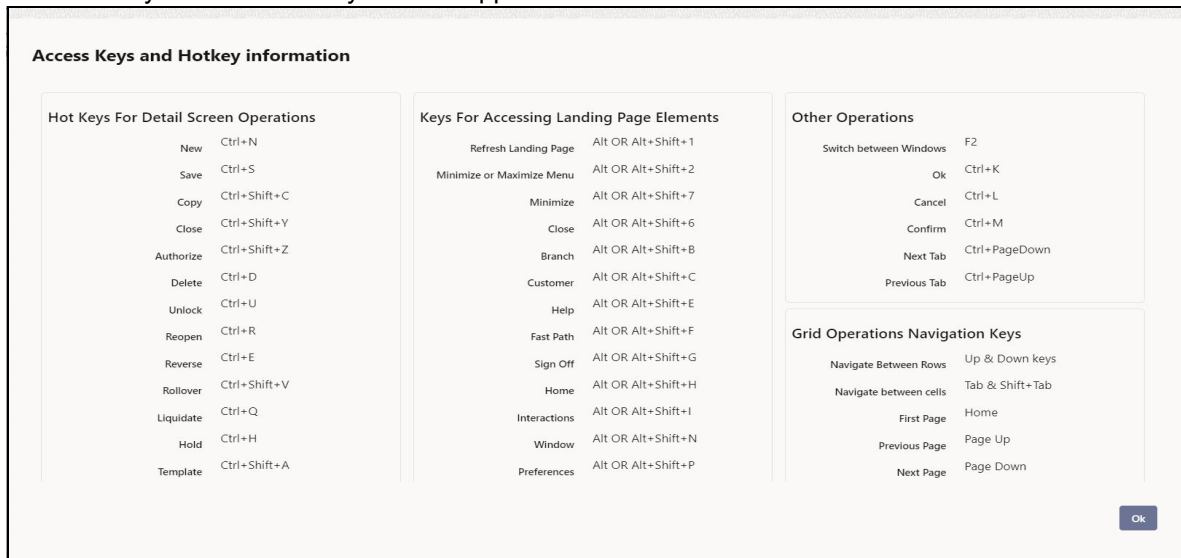 Access Keys and Hotkey information
Hot Keys For Detail Screen Operations
New Ctrl+N
Save Ctrl+S
Copy Ctrl+Shift+C
Close Ctrl+Shift+Y
Authorize Ctrl+Shift+Z
Delete Ctrl+D
Unlock Ctrl+U
Reopen Ctrl+R
Reverse Ctrl+E
Rollover Ctrl+Shift+V
Liquidate Ctrl+Q
Hold Ctrl+H
Template Ctrl+Shift+A
Keys For Accessing Landing Page Elements
Refresh Landing Page Alt OR Alt+Shift+1
Minimize or Maximize Menu Alt OR Alt+Shift+2
Minimize Alt OR Alt+Shift+7
Close Alt OR Alt+Shift+6
Branch Alt OR Alt+Shift+B
Customer Alt OR Alt+Shift+C
Help Alt OR Alt+Shift+E
Fast Path Alt OR Alt+Shift+F
Sign Off Alt OR Alt+Shift+G
Home Alt OR Alt+Shift+H
Interactions Alt OR Alt+Shift+I
Window Alt OR Alt+Shift+N
Preferences Alt OR Alt+Shift+P
Other Operations
Switch between Windows F2
Ok Ctrl+K
Cancel Ctrl+L
Confirm Ctrl+M
Next Tab Ctrl+PageDown
Previous Tab Ctrl+PageUp
Grid Operations Navigation Keys
Navigate Between Rows Up & Down keys
Navigate between cells Tab & Shift+Tab
First Page Home
Previous Page Page Up
Next Page Page Down
Ok